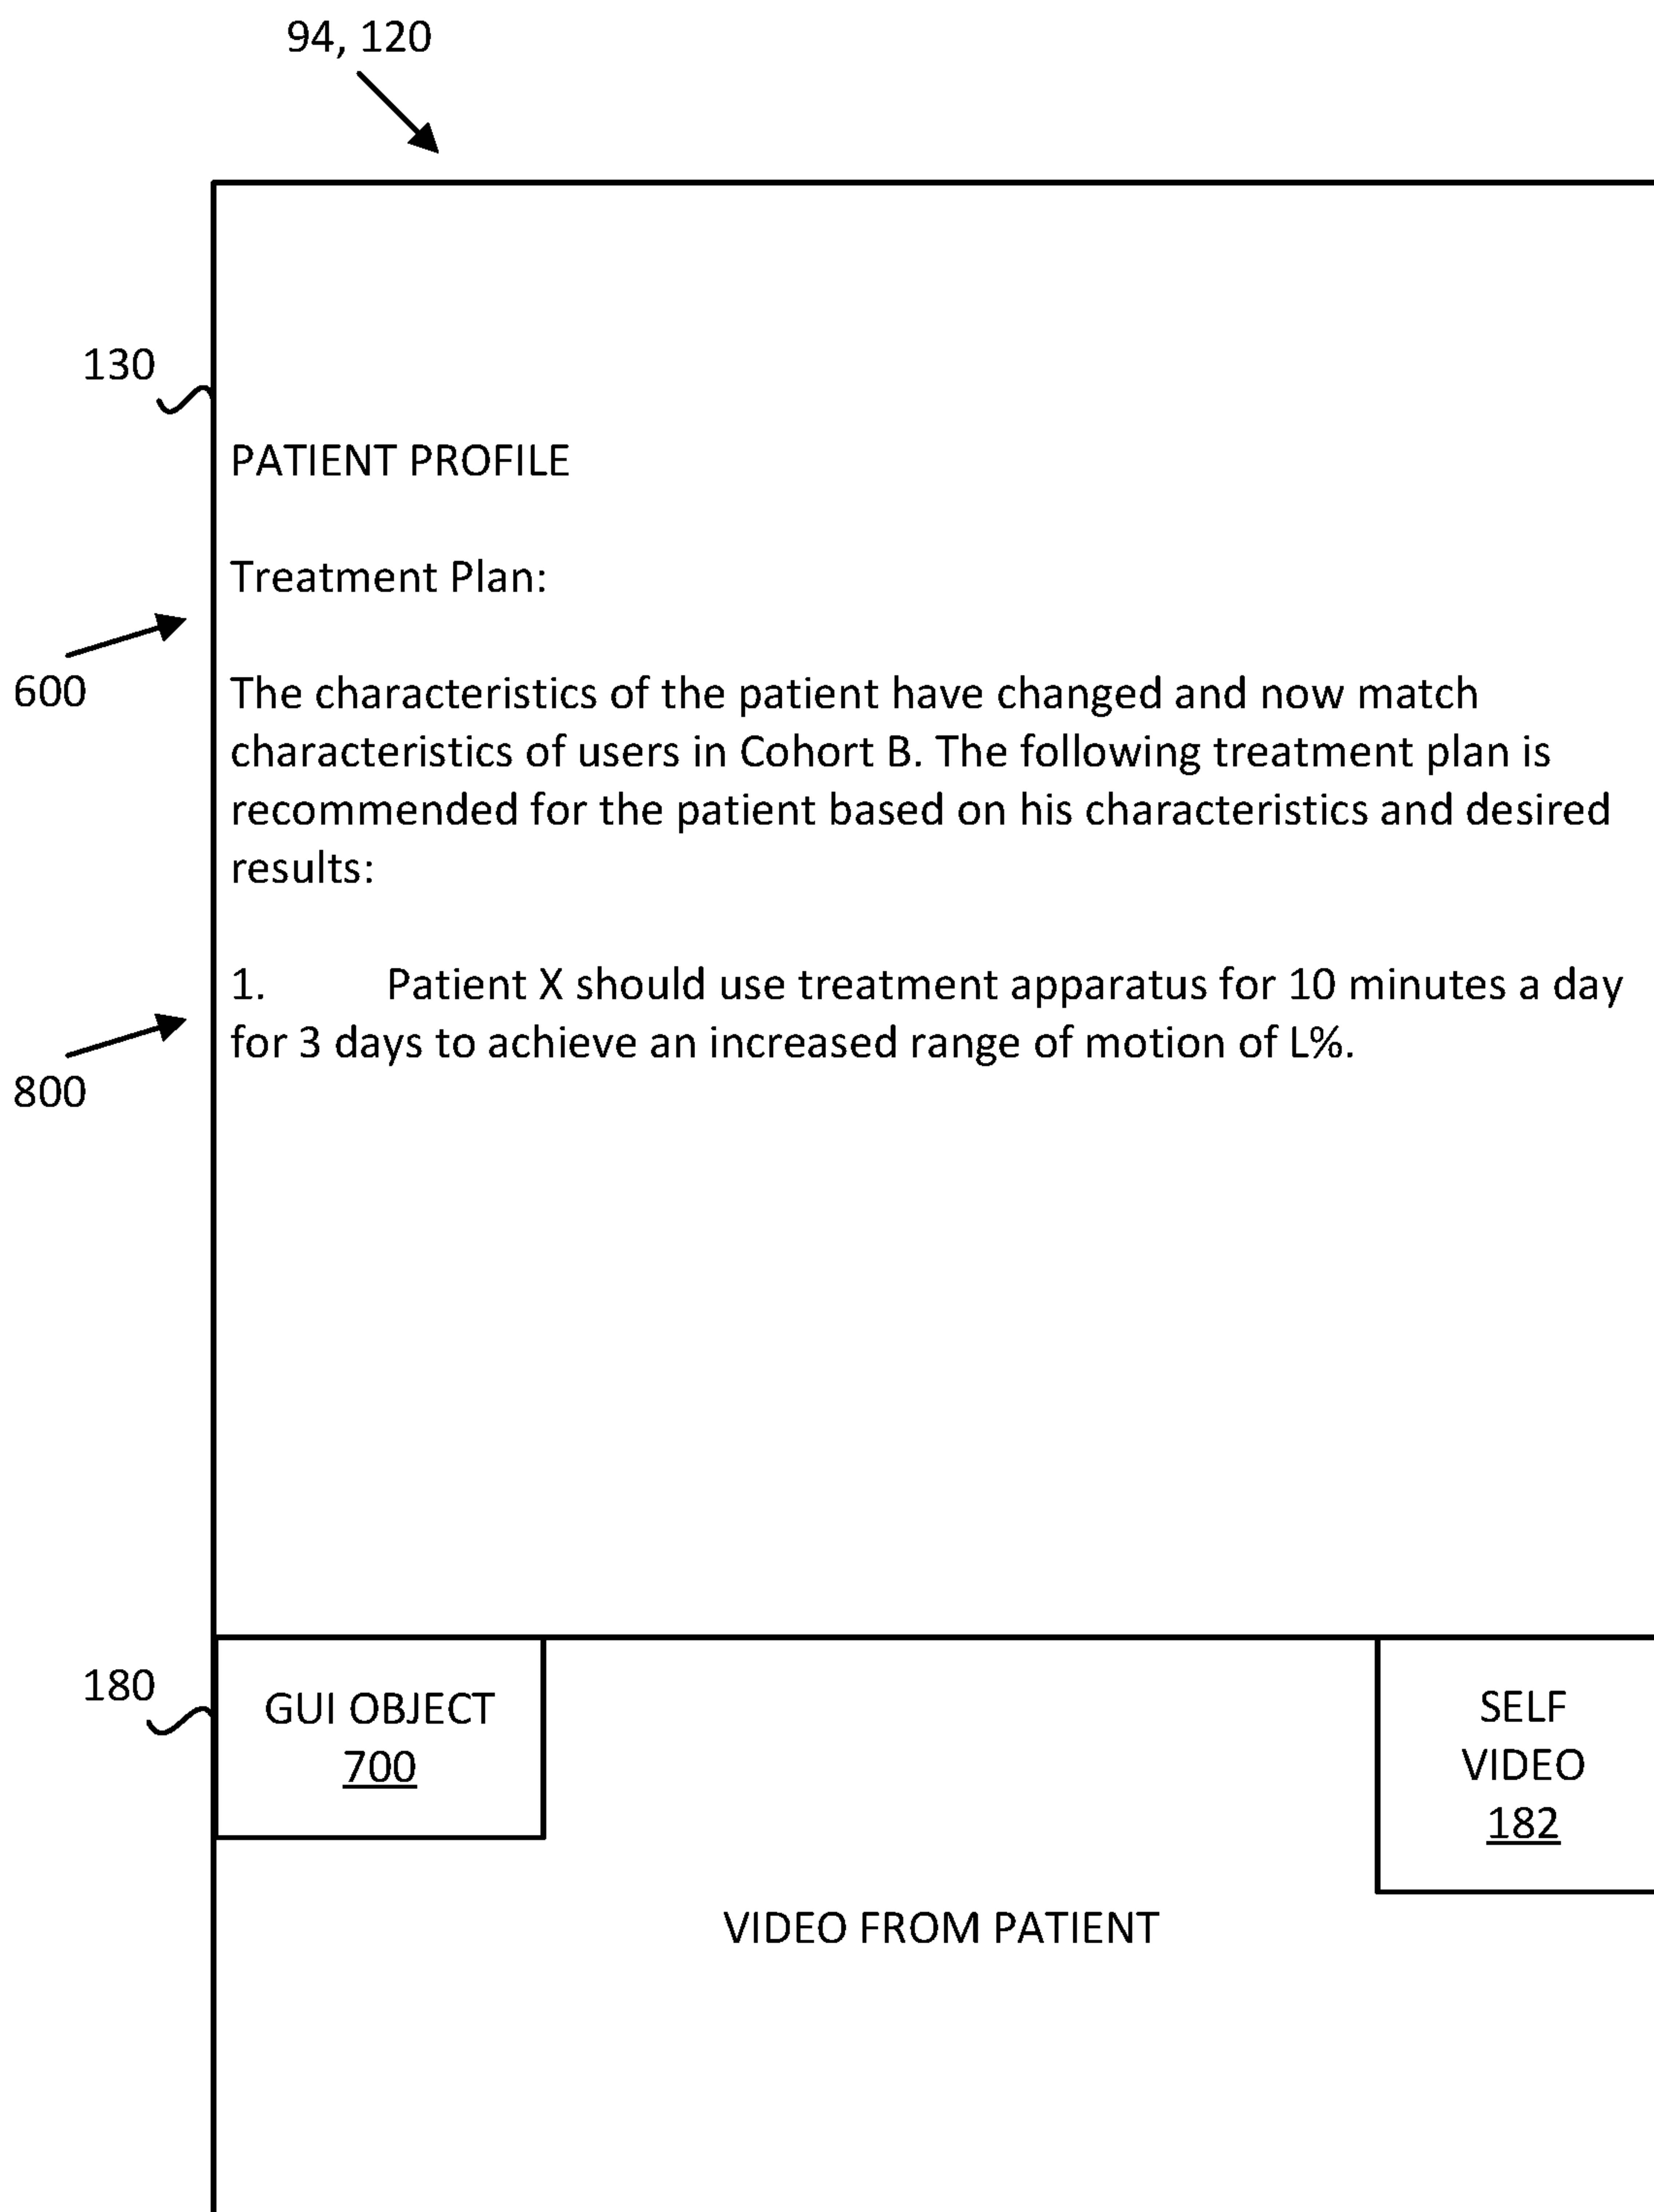 94, 120
130
PATIENT PROFILE
Treatment Plan:
600
The characteristics of the patient have changed and now match
characteristics of users in Cohort B. The following treatment plan is
recommended for the patient based on his characteristics and desired
results:
1. Patient X should use treatment apparatus for 10 minutes a day
for 3 days to achieve an increased range of motion of L%.
800
180
GUI OBJECT
700
SELF
VIDEO
182
VIDEO FROM PATIENT